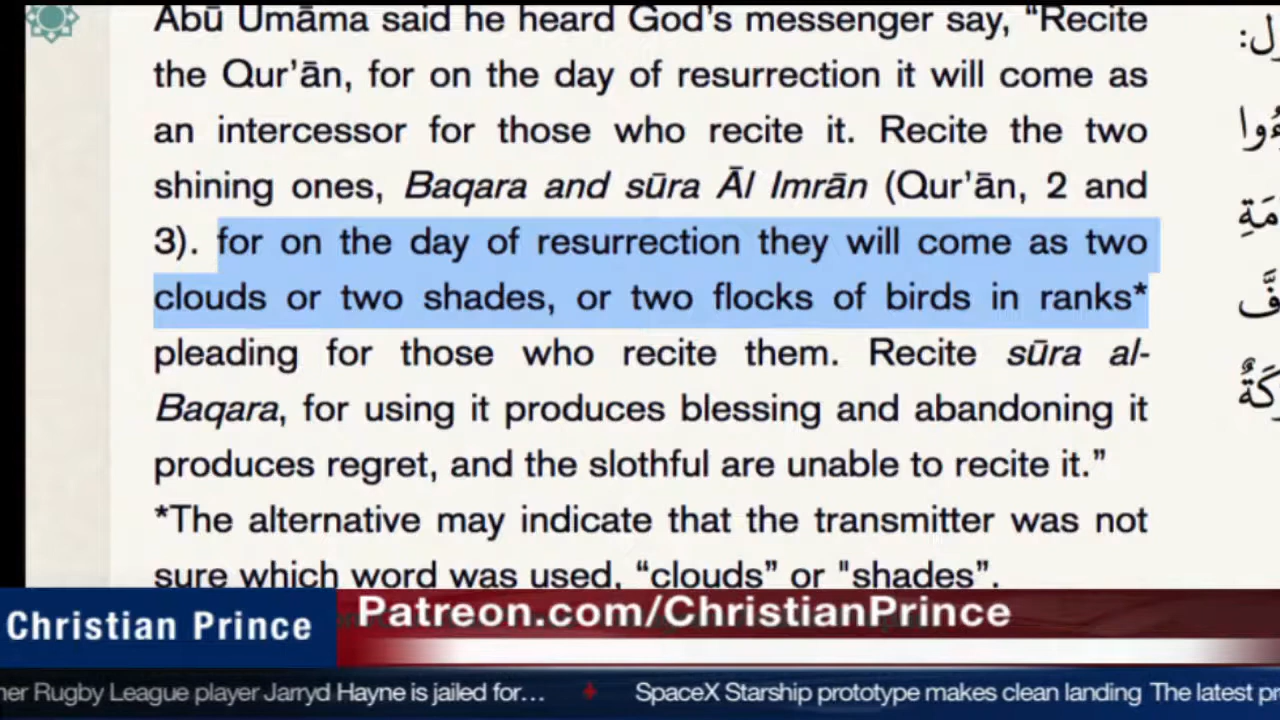 Abū Umāma said he heard God's messenger say, “Recite
the Qur’ān, for on the day of resurrection it will come as
an intercessor for those who recite it. Recite the two
shining ones, Baqara and sūra Āl Imrān (Qur’ān, 2 and
3). for on the day of resurrection they will come as two
clouds or two shades, or two flocks of birds in ranks*
pleading for those who recite them. Recite sūra al-
Baqara, for using it produces blessing and abandoning it
produces regret, and the slothful are unable to recite it.”
*The alternative may indicate that the transmitter was not
sure which word was used, “clouds” or "shades”.
Christian Prince
Patreon.com/ChristianPrince
Rugby League player Jarryd Hayne is jailed for… SpaceX Starship prototype makes clean landing The latest